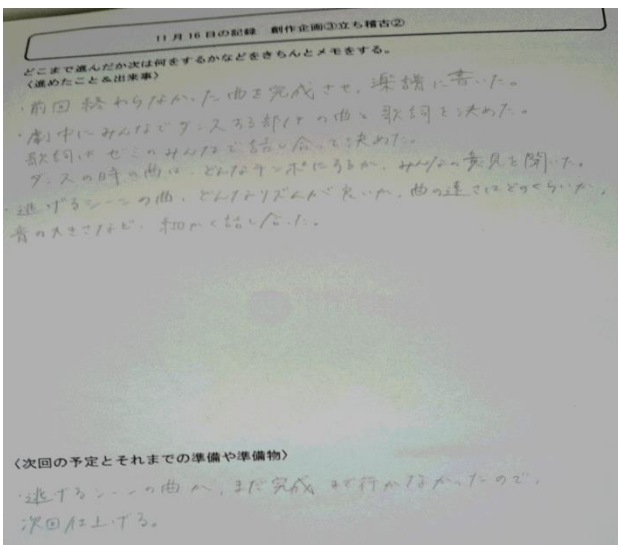 11月16日の記録　創作企画③立ち稽古②
どこまで進んだか次は何をするかなどをきちんとメモをする。
〈進めたこと＆出来事〉
・前回終わらなかった曲を完成させ、楽譜に書いた。
・劇中にみんなでダンスする部分の曲と歌詞を決めた。
歌詞はゼミのみんなで話し合って決めた。
ダンスの時の曲は、どんなテンポにするか、みんなの意見を聞いた。
・逃げるシーンの曲、どんなリズムが良いか、曲の速さはどのくらいか、
音の大きさなど、細かく話し合った。
〈次回の予定とそれまでの準備や準備物〉
・逃げるシーンの曲が、まだ完成まで行かなかったので、
次回仕上げる。